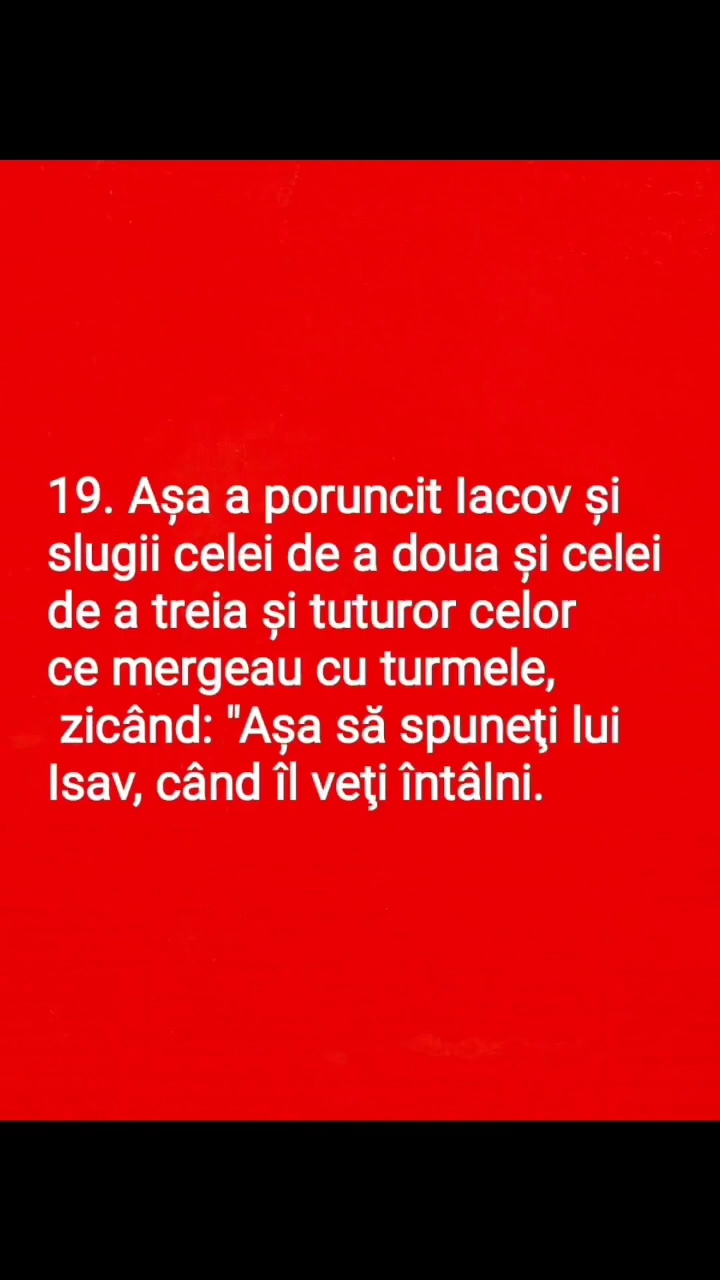 19. Așa a poruncit Iacov și
slugii celei de a doua și celei
de a treia și tuturor celor
ce mergeau cu turmele,
zicând: "Așa să spuneţi lui
Isav, când îl veţi întâlni.